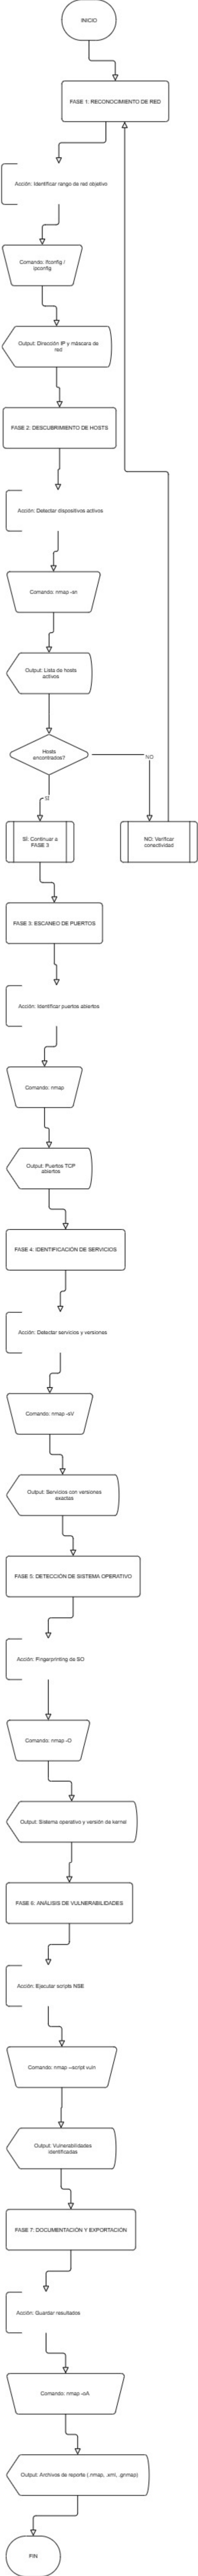 INICIO
FASE 1: RECONOCIMIENTO DE RED
Acción: Identificar rango de red objetivo
Comando: ifconfig /
ipconfig
Output: Dirección IP y máscara de
red
FASE 2: DESCUBRIMIENTO DE HOSTS
Acción: Detectar dispositivos activos
Comando: nmap -sn
Output: Lista de hosts
activos
Hosts
encontrados?
NO
SÍ
SÍ: Continuar a
FASE 3
NO: Verificar
conectividad
FASE 3: ESCANEO DE PUERTOS
Acción: Identificar puertos abiertos
Comando: nmap
Output: Puertos TCP
abiertos
FASE 4: IDENTIFICACIÓN DE SERVICIOS
Acción: Detectar servicios y versiones
Comando: nmap -sV
Output: Servicios con versiones
exactas
FASE 5: DETECCIÓN DE SISTEMA OPERATIVO
Acción: Fingerprinting de SO
Comando: nmap -O
Output: Sistema operativo y versión de kernel
FASE 6: ANÁLISIS DE VULNERABILIDADES
Acción: Ejecutar scripts NSE
Comando: nmap --script vuln
Output: Vulnerabilidades
identificadas
FASE 7: DOCUMENTACIÓN Y EXPORTACIÓN
Acción: Guardar resultados
Comando: nmap -oA
Output: Archivos de reporte (.nmap, .xml, .gnmap)
FIN